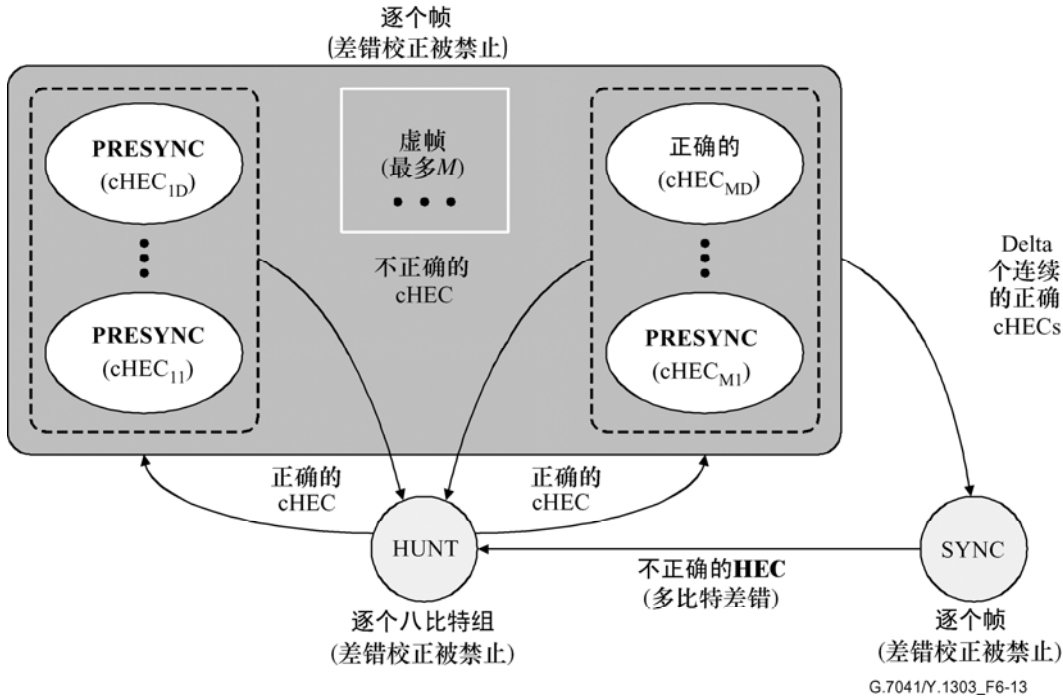 逐个帧
(差错校正被禁止)
PRESYNC
(cHEC1D)
PRESYNC
(cHEC11)
虚帧
(最多M)
不正确的
cHEC
正确的
(cHECMD)
PRESYNC
(cHECM1)
Delta
个连续
的正确
cHECs
正确的
cHEC
正确的
cHEC
HUNT
逐个八比特组
(差错校正被禁止)
不正确的HEC
(多比特差错)
SYNC
逐个帧
(差错校正被禁止)
G.7041/Y.1303_F6-13